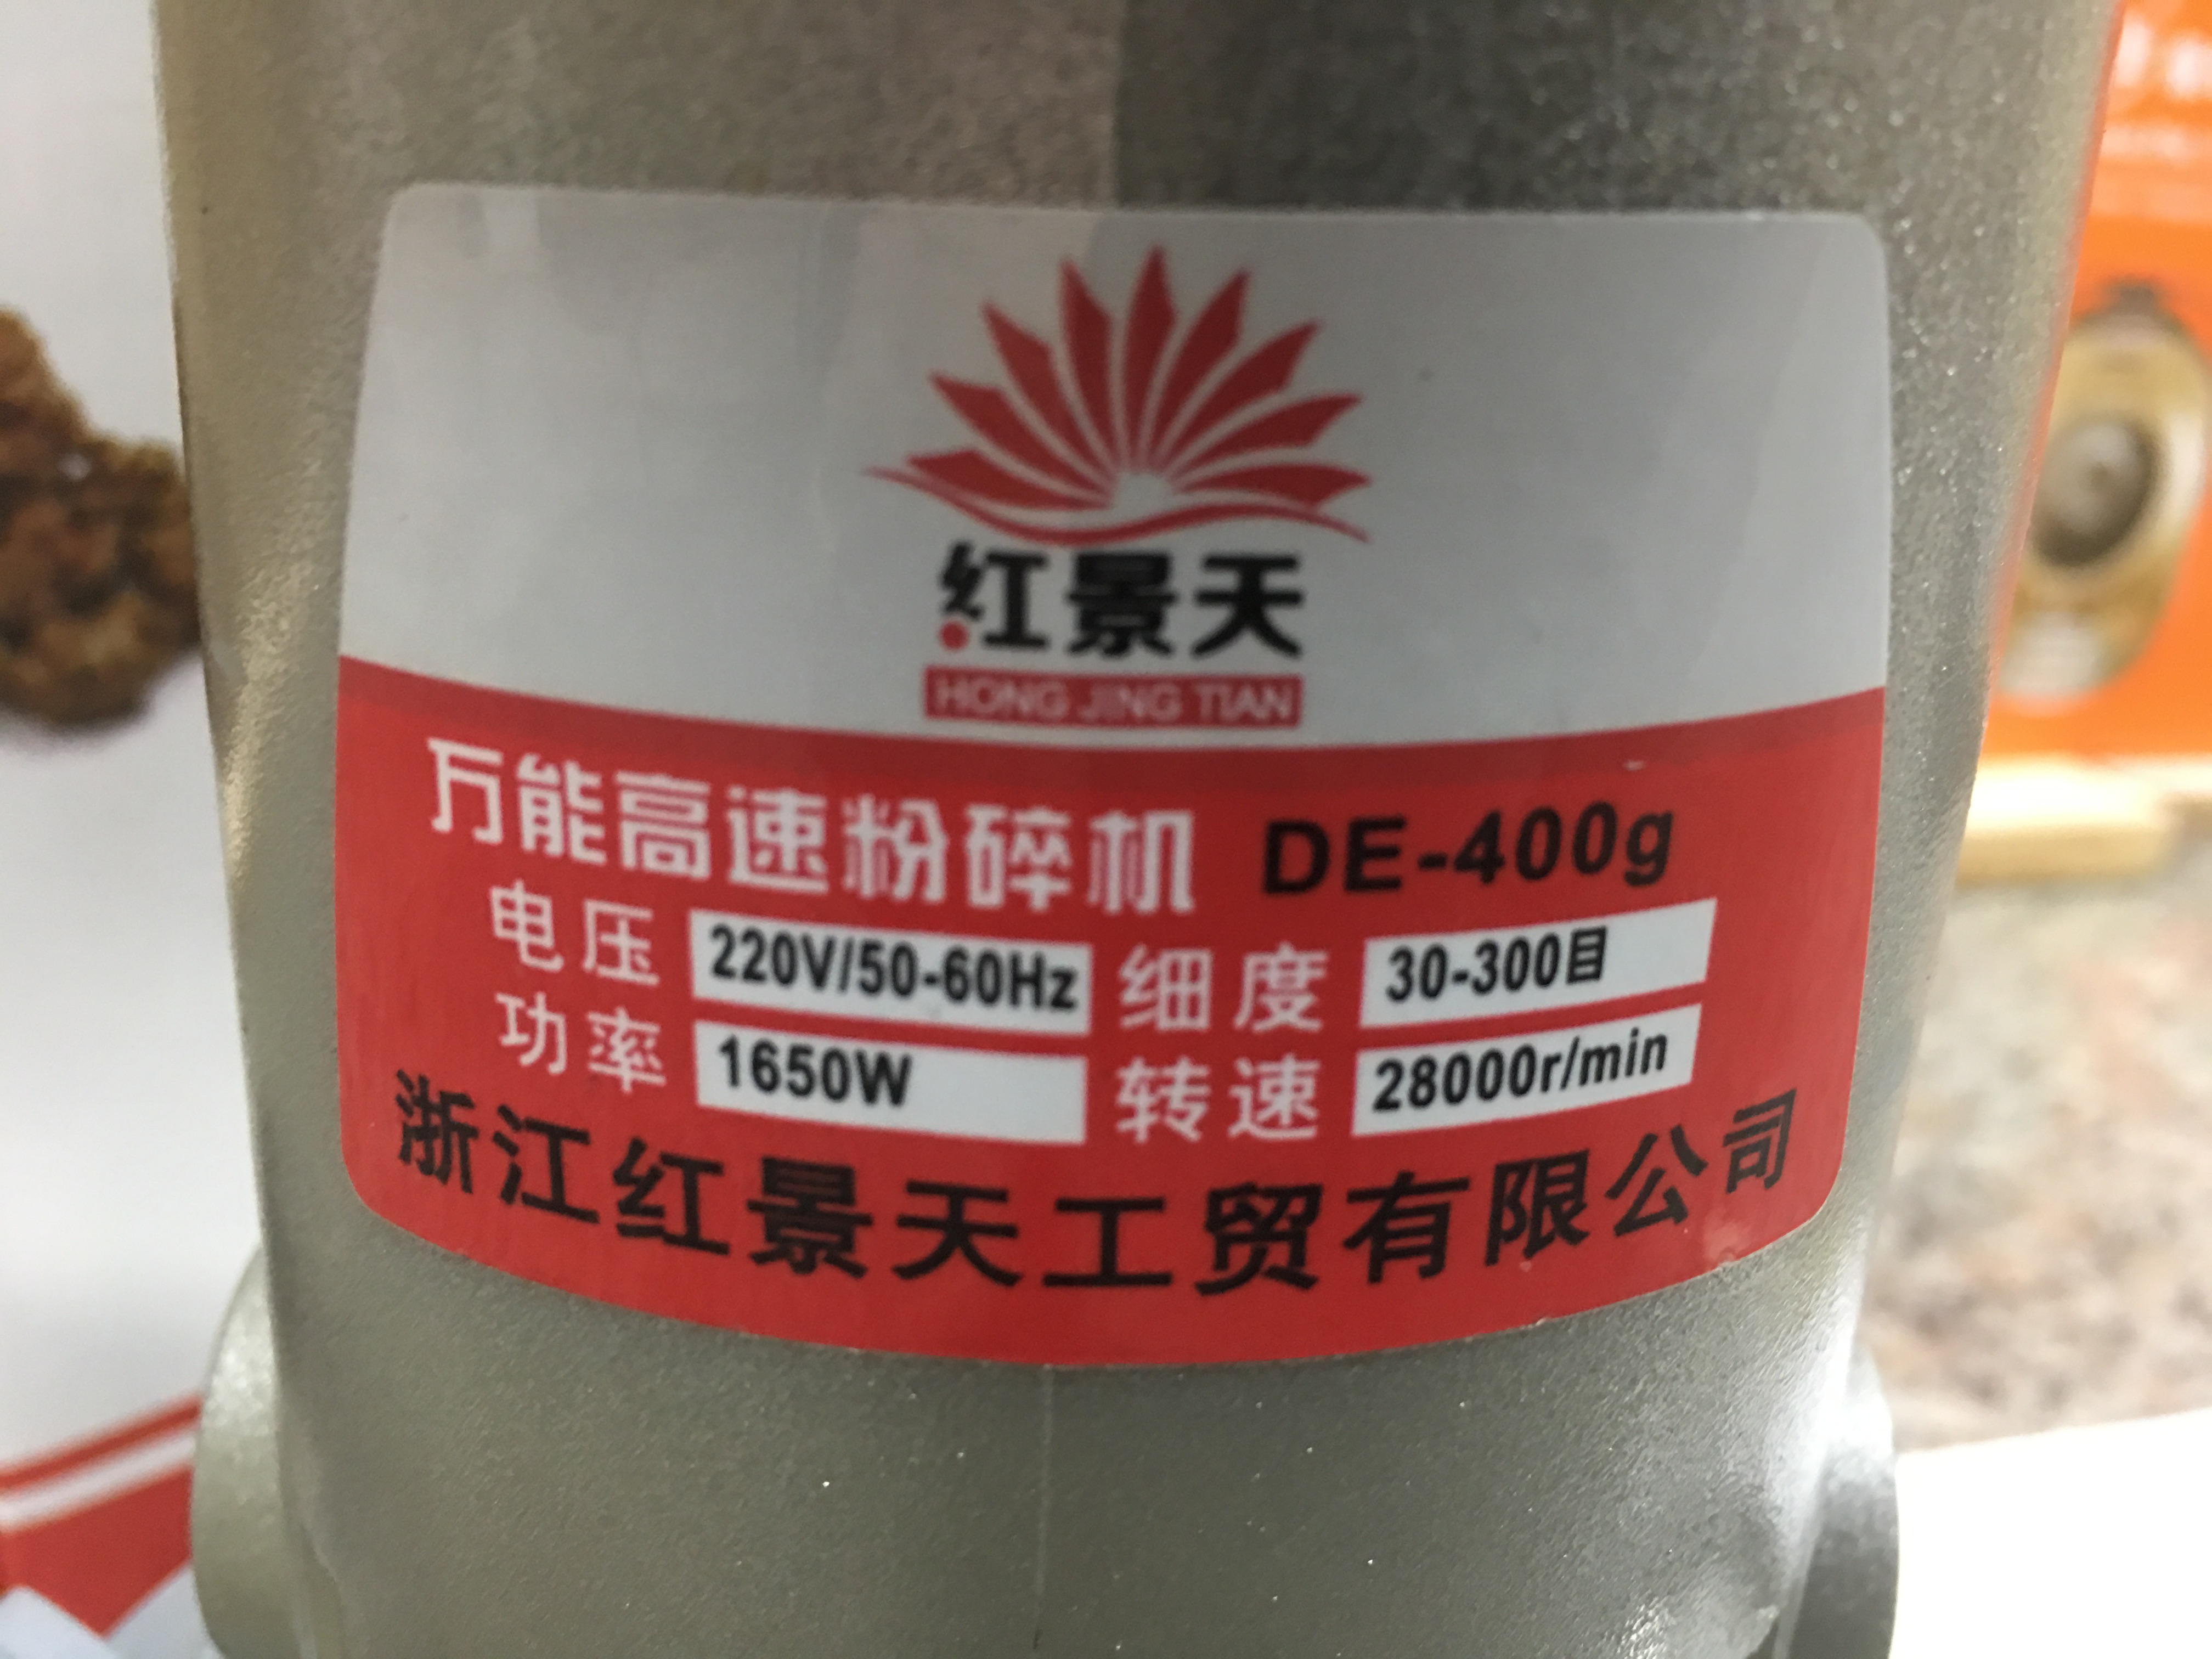 红景天
HONG JING TIAN
万能高速粉碎机 DE-400g
电压 220V/50-60Hz 细度 30-300目
功率 1650W 转速 28000r/min
浙江红景天工贸有限公司